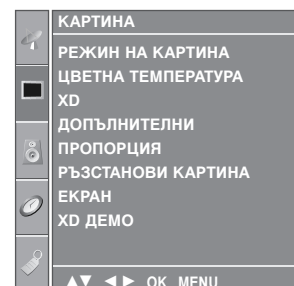 КАРТИНА
РЕЖИН НА КАРТИНА
ЦВЕТНА ТЕМПЕРАТУРА
XD
ДОПЪЛНИТЕЛНИ
ПРОПОРЦИЯ
РЪЗСТАНОВИ КАРТИНА
ЕКРАН
XD ДЕМО
▲▼ ◄► OK MENU